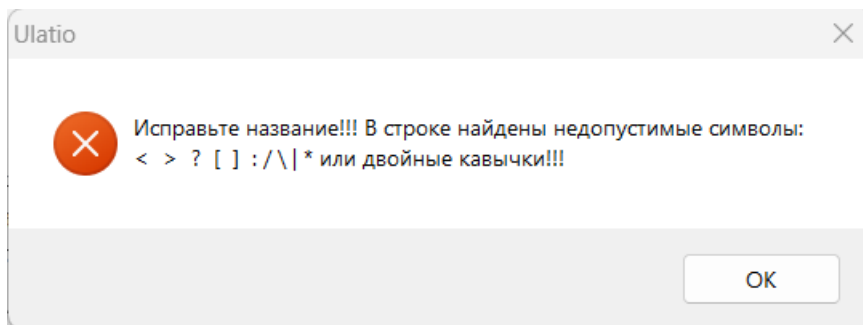 Ulatio
Исправьте название!!! В строке найдены недопустимые символы:
< > ? [ ] :/\|* или двойные кавычки!!!
OK